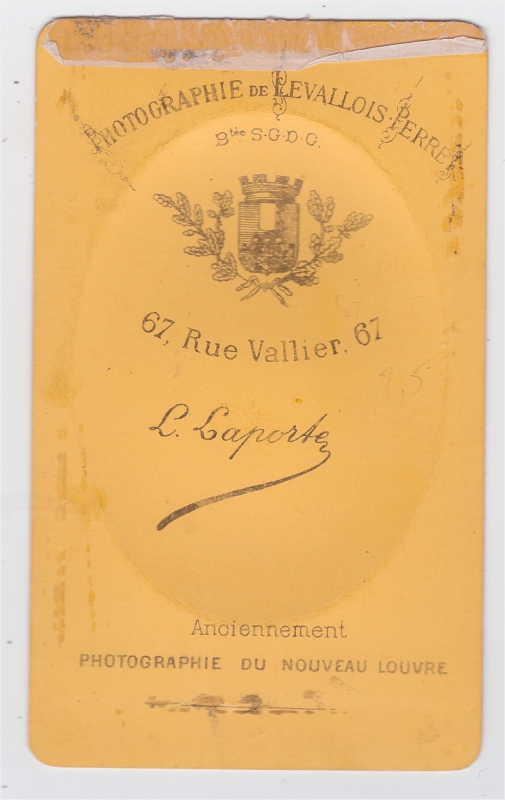 PHOTOGRAPHIE DE LEVALLOIS-PERRET
Bté S.G.D.G.
67, Rue Vallier, 67
L. Laporte
Anciennement
PHOTOGRAPHIE DU NOUVEAU LOUVRE